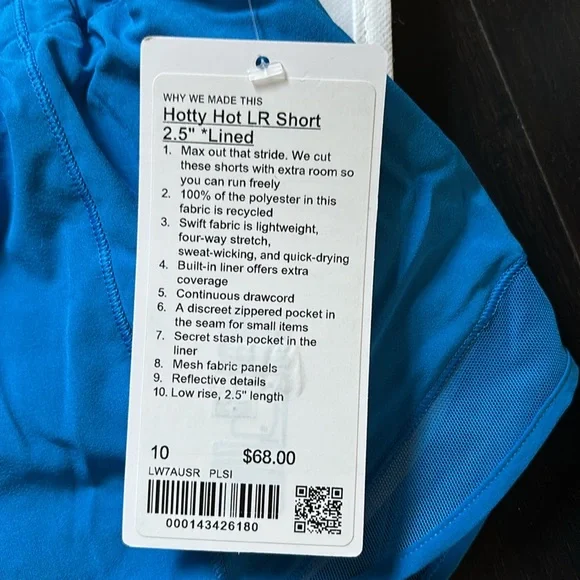 WHY WE MADE THIS
Hotty Hot LR Short
2.5" *Lined
1. Max out that stride. We cut
these shorts with extra room so
you can run freely
2. 100% of the polyester in this
fabric is recycled
3. Swift fabric is lightweight,
four-way stretch,
sweat-wicking, and quick-drying
4. Built-in liner offers extra
coverage
5. Continuous drawcord
6. A discreet zippered pocket in
the seam for small items
7. Secret stash pocket in the
liner
8. Mesh fabric panels
9. Reflective details
10. Low rise, 2.5" length
10 $68.00
LW7AUSR PLSI
000143426180